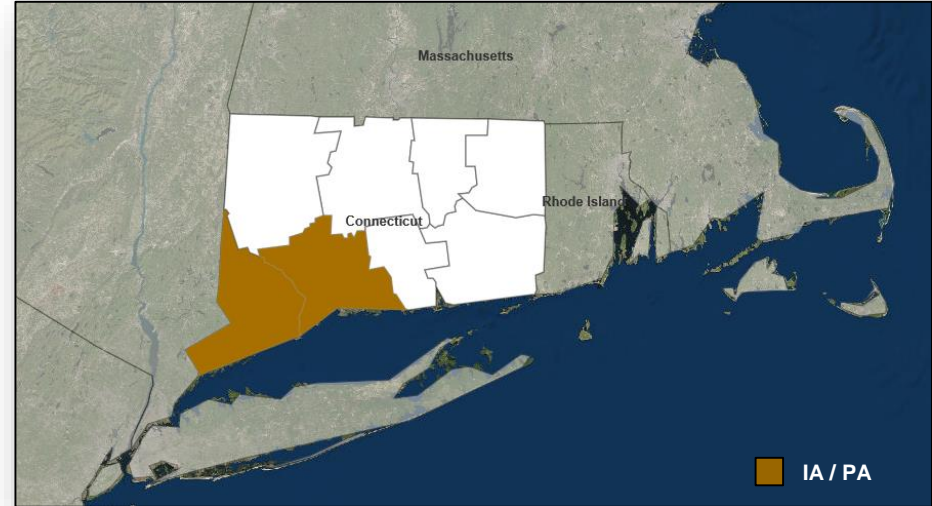 Massachusetts
Rhode Island
Connecticut
IA / PA